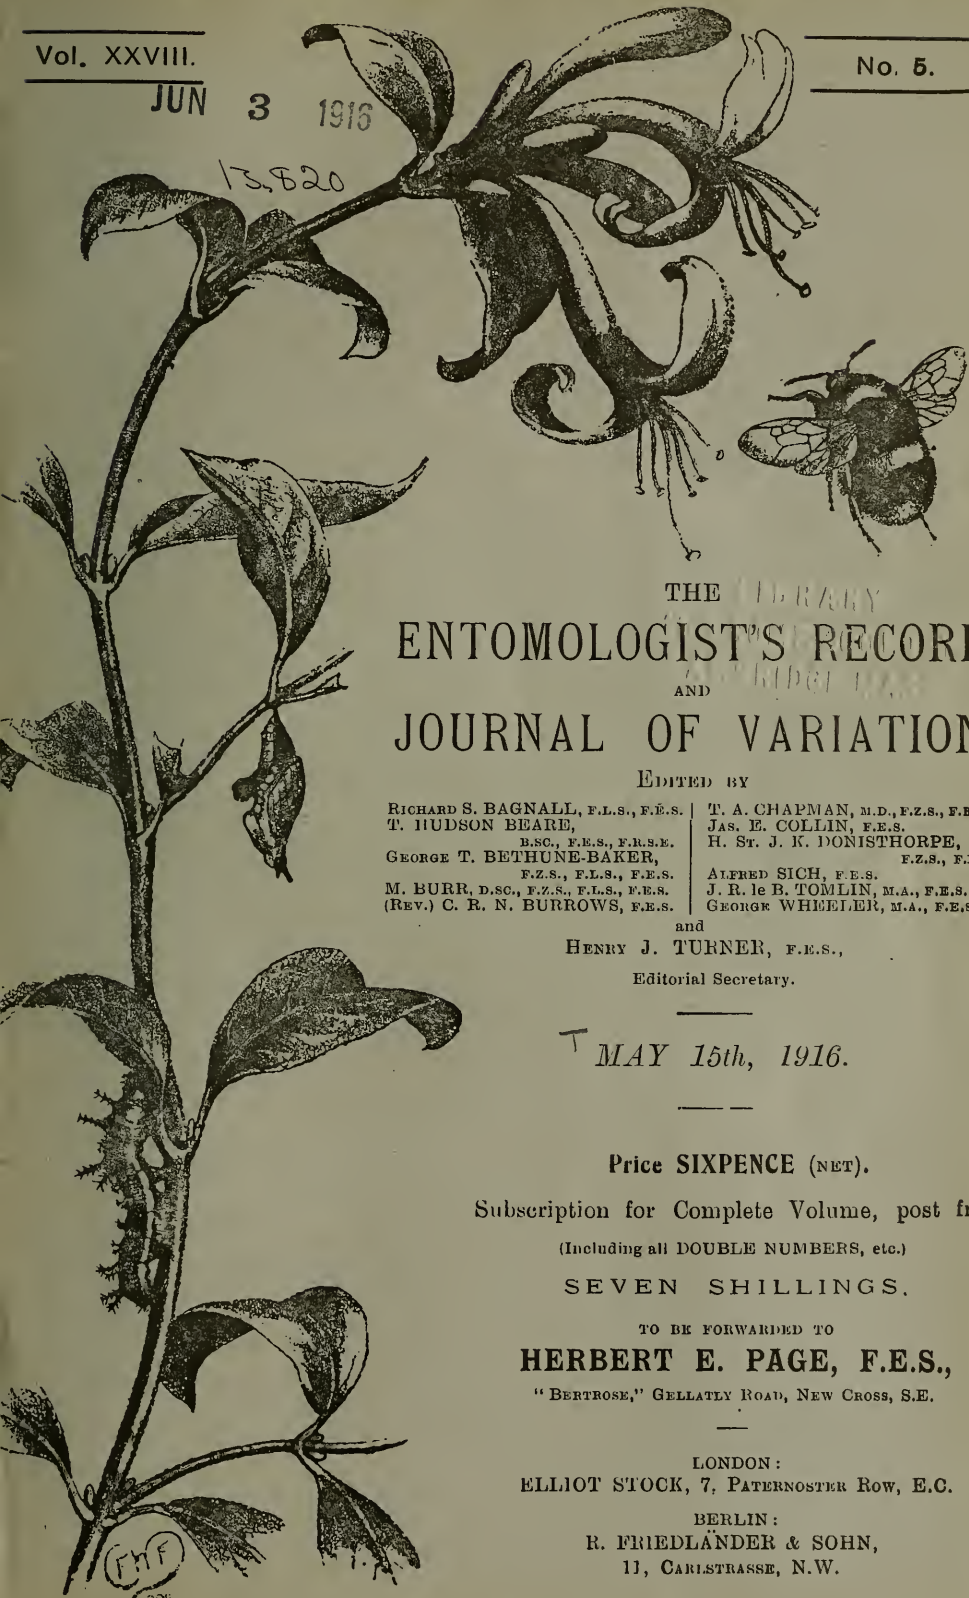 Vol. XXVIII.
No. 5.
JUN 3 1916
13,820
THE
LIBRARY
ENTOMOLOGIST'S RECOR
AND
JOURNAL OF VARIATION
EDITED BY
RICHARD S. BAGNALL, F.L.S., F.E.S.
T. HUDSON BEARE,
B.SC., F.E.S., F.R.S.E.
GEORGE T. BETHUNE-BAKER,
F.Z.S., F.L.S., F.E.S.
M. BURR, D.SC., F.Z.S., F.L.S., F.E.S.
(REV.) C. R. N. BURROWS, F.E.S.
T. A. CHAPMAN, M.D., F.Z.S., F.E
JAS. E. COLLIN, F.E.S.
H. ST. J. K. DONISTHORPE,
F.Z.S., F.
ALFRED SICH, F.E.S.
J. R. le B. TOMLIN, M.A., F.E.S.
GEORGE WHEELER, M.A., F.E.S
and
HENRY J. TURNER, F.E.S.,
Editorial Secretary.
T
MAY 15th, 1916.
Price SIXPENCE (NET).
Subscription for Complete Volume, post fr
(Including all DOUBLE NUMBERS, etc.)
SEVEN SHILLINGS.
TO BE FORWARDED TO
HERBERT E. PAGE, F.E.S.,
"BERTROSE," GELLATLY ROAD, NEW CROSS, S.E.
LONDON:
ELLIOT STOCK, 7, PATERNOSTER ROW, E.C.
BERLIN:
R. FRIEDLÄNDER & SOHN,
11, CARLSTRASSE, N.W.
FHF